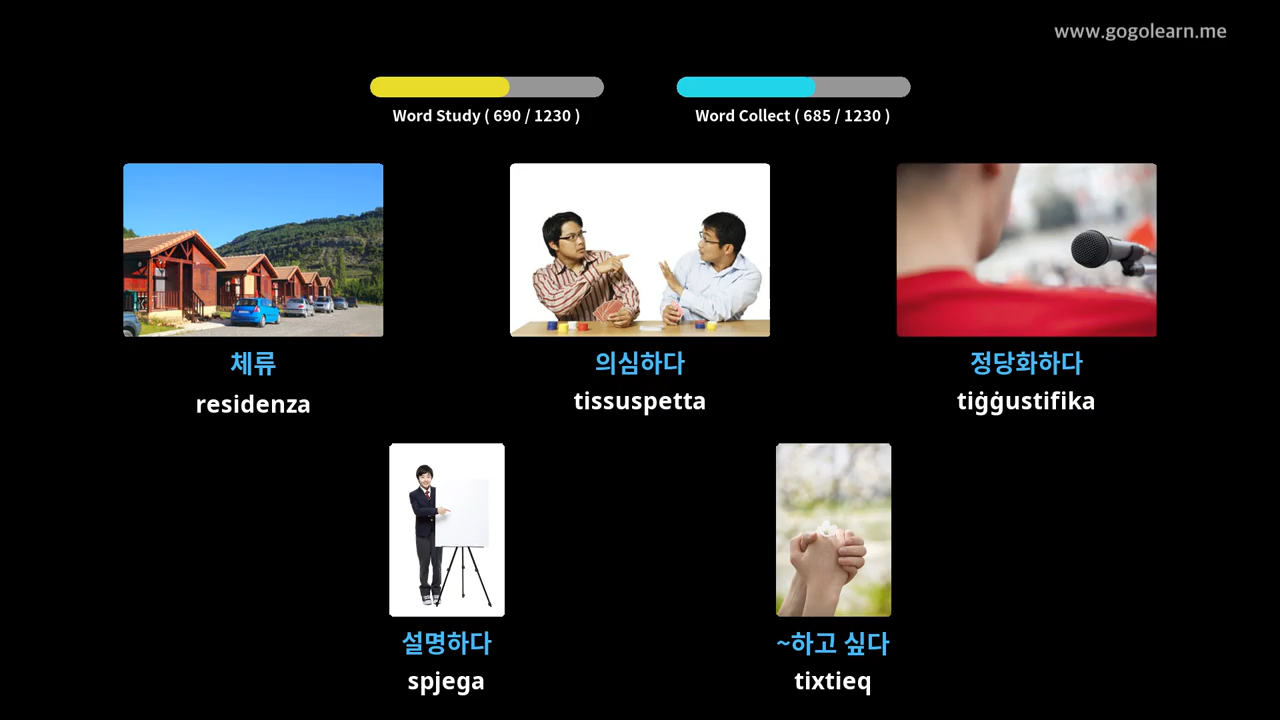 www.gogolearn.me
Word Study ( 690 / 1230 )
Word Collect ( 685 / 1230 )
체류
residenza
의심하다
tissuspetta
정당화하다
tiġġustifika
설명하다
spjega
~하고 싶다
tixtieq